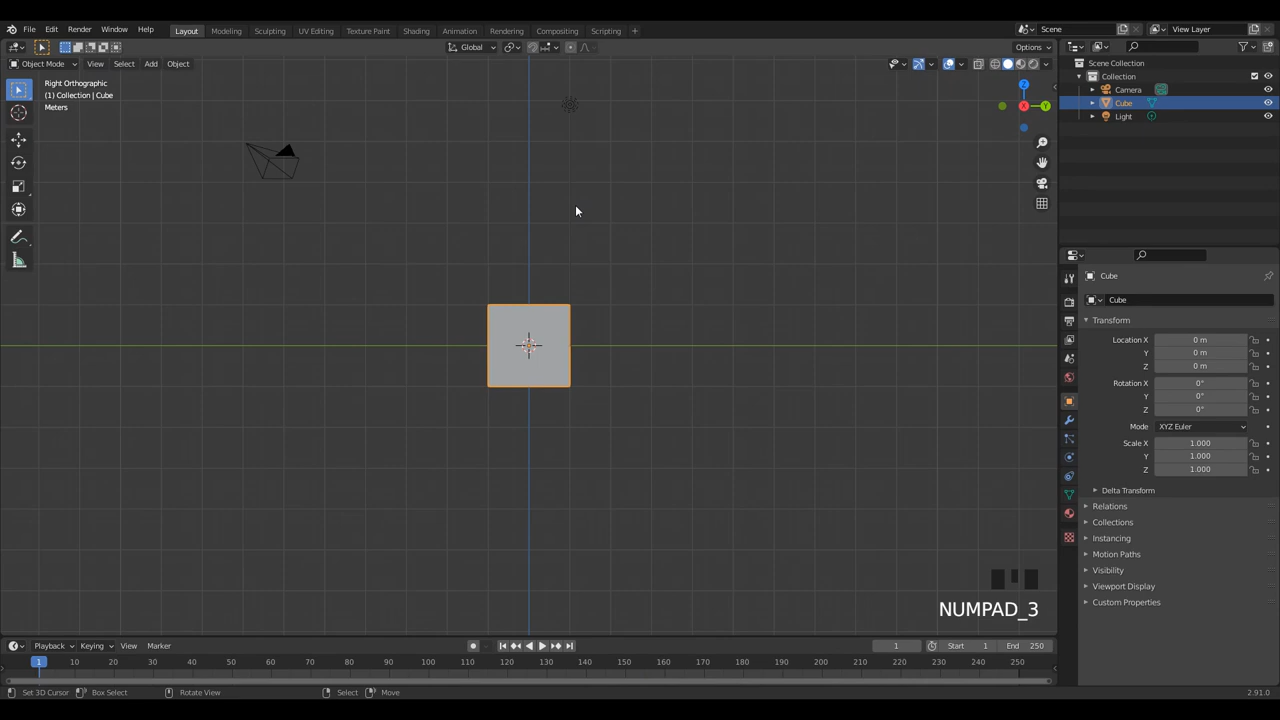 File Edit Render Window Help Layout Modeling Sculpting UV Editing Texture Paint Shading Animation Rendering Compositing Scripting + Scene View Layer
Global Options
Object Mode View Select Add Object
Right Orthographic
(1) Collection | Cube
Meters
Scene Collection
Collection
Camera
Cube
Light
Cube
Cube
Transform
Location X 0 m
Y 0 m
Z 0 m
Rotation X 0°
Y 0°
Z 0°
Mode XYZ Euler
Scale X 1.000
Y 1.000
Z 1.000
Delta Transform
Relations
Collections
Instancing
Motion Paths
Visibility
Viewport Display
Custom Properties
NUMPAD_3
Playback Keying View Marker 1 Start 1 End 250
1 10 20 30 40 50 60 70 80 90 100 110 120 130 140 150 160 170 180 190 200 210 220 230 240 250
Set 3D Cursor Box Select Rotate View Select Move 2.91.0